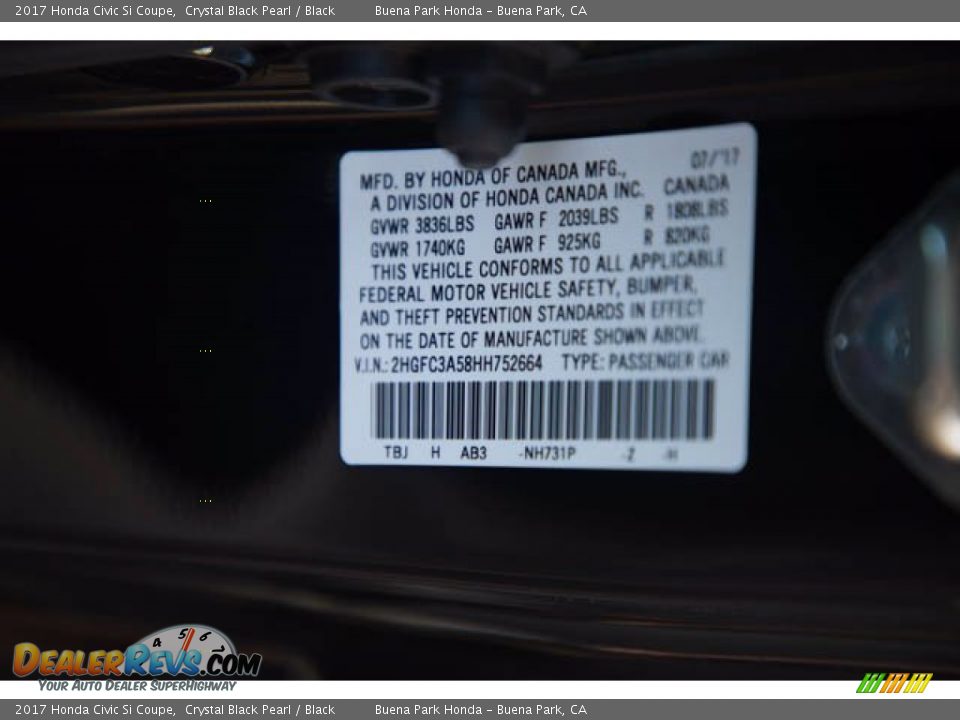 2017 Honda Civic Si Coupe, Crystal Black Pearl / Black Buena Park Honda - Buena Park, CA
07/'17
MFD. BY HONDA OF CANADA MFG.,
A DIVISION OF HONDA CANADA INC. CANADA
GVWR 3836LBS GAWR F 2039LBS R 1808LBS
GVWR 1740KG GAWR F 925KG R 820KG
THIS VEHICLE CONFORMS TO ALL APPLICABLE
FEDERAL MOTOR VEHICLE SAFETY, BUMPER,
AND THEFT PREVENTION STANDARDS IN EFFECT
ON THE DATE OF MANUFACTURE SHOWN ABOVE.
V.I.N.: 2HGFC3A58HH752664 TYPE: PASSENGER CAR
TBJ H AB3 -NH731P -Z -H
4 5 6
DEALERREVS.COM
YOUR AUTO DEALER SUPERHIGHWAY
2017 Honda Civic Si Coupe, Crystal Black Pearl / Black Buena Park Honda - Buena Park, CA